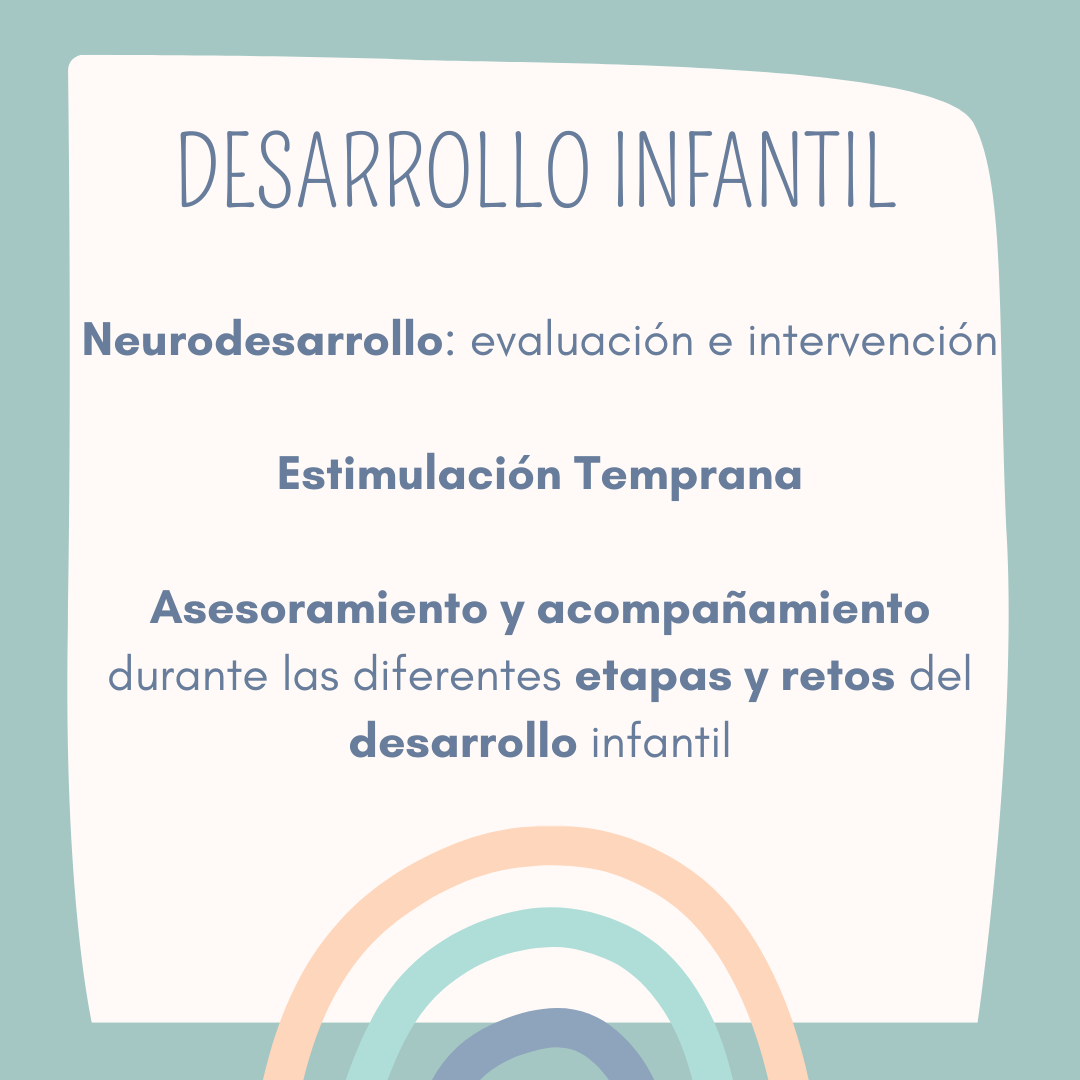 DESARROLLO INFANTIL
Neurodesarrollo: evaluación e intervención
Estimulación Temprana
Asesoramiento y acompañamiento
durante las diferentes etapas y retos del
desarrollo infantil